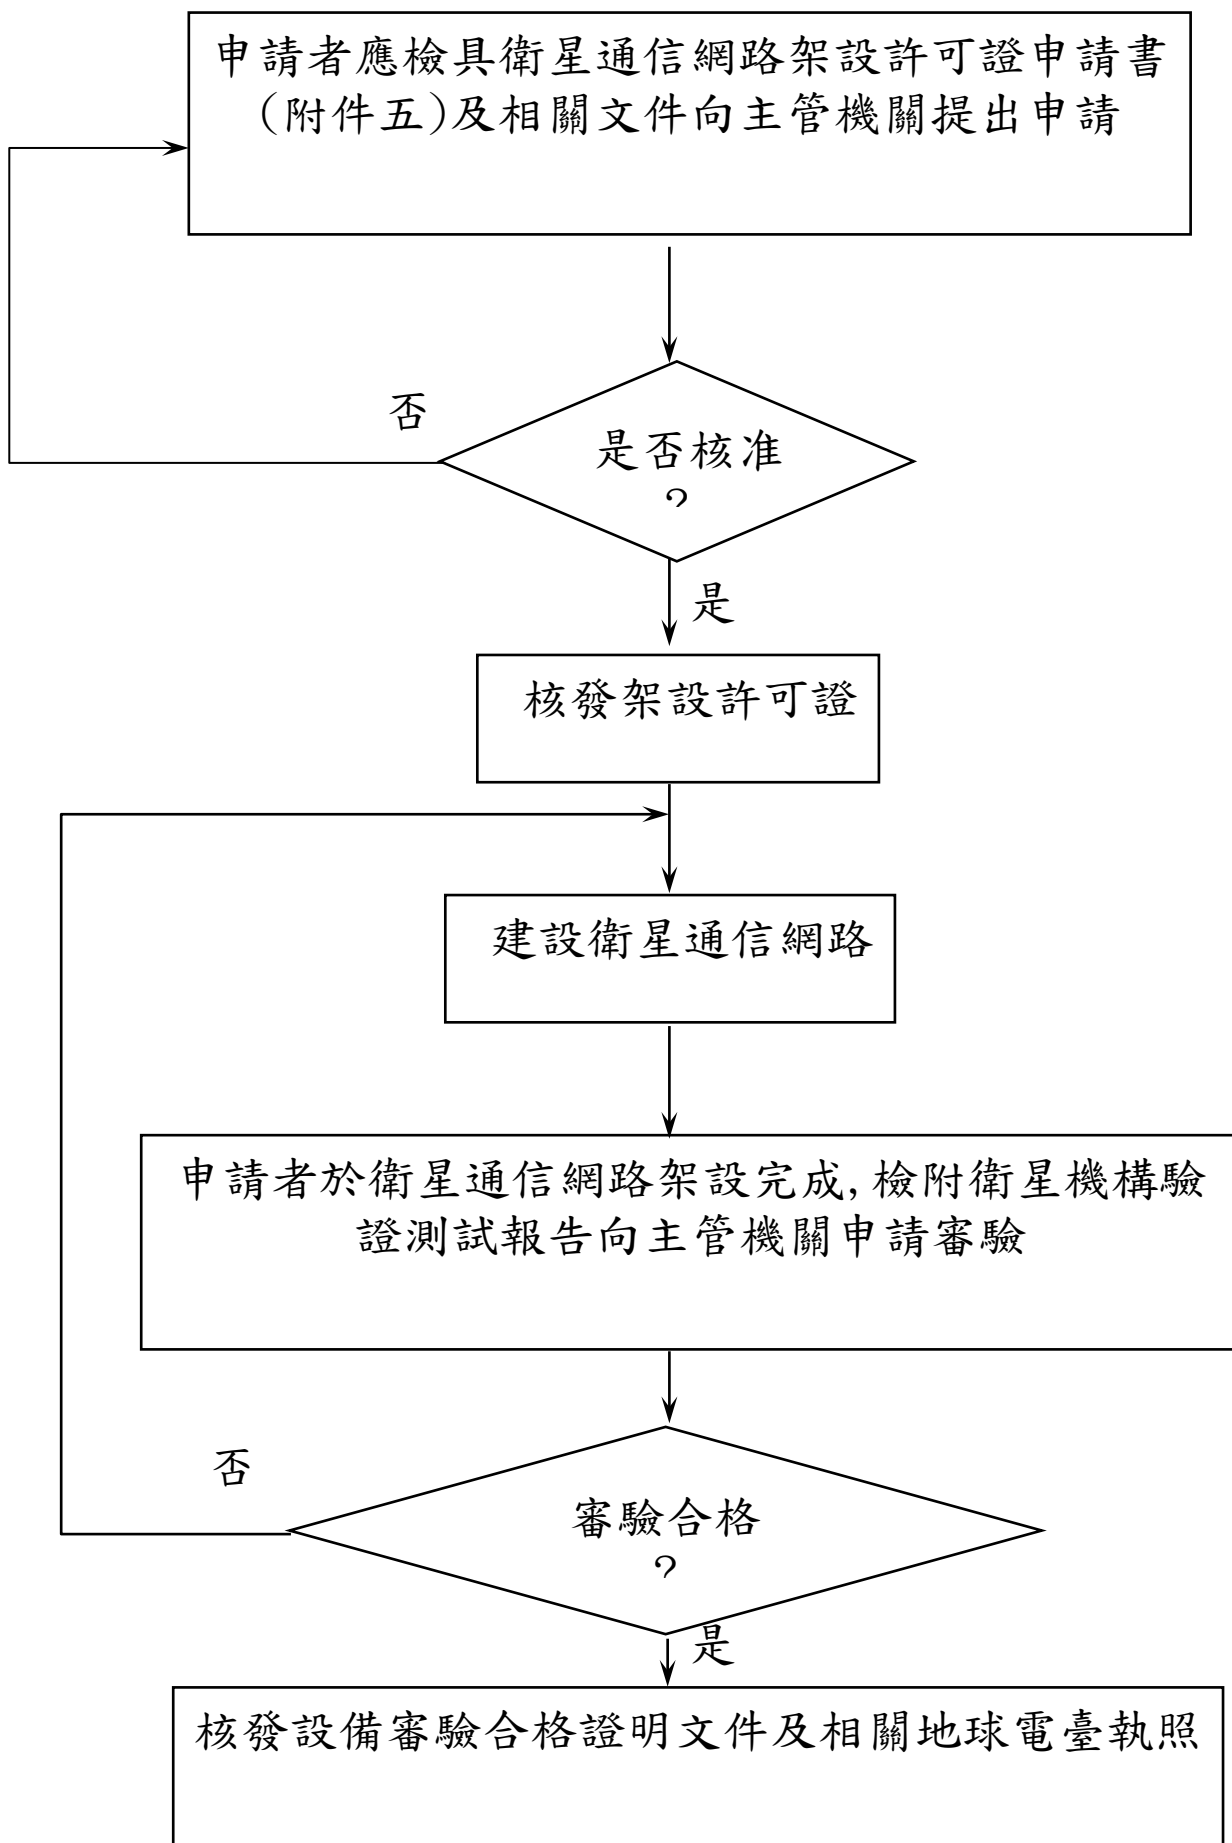 申請者應檢具衛星通信網路架設許可證申請書
(附件五)及相關文件向主管機關提出申請
否
是否核准
?
是
核發架設許可證
建設衛星通信網路
申請者於衛星通信網路架設完成,檢附衛星機構驗
證測試報告向主管機關申請審驗
否
審驗合格
?
是
核發設備審驗合格證明文件及相關地球電臺執照